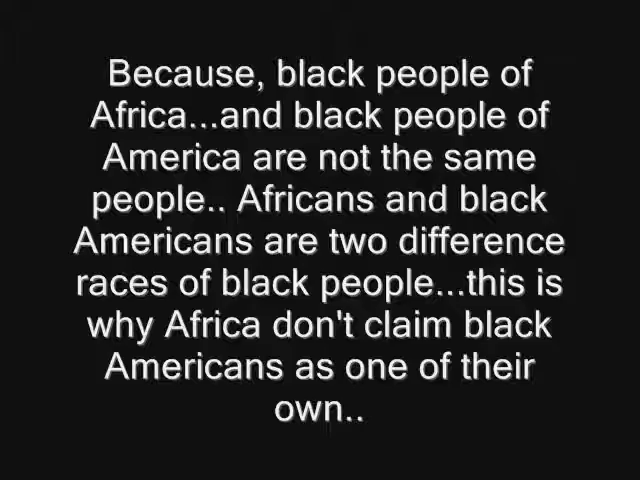 Because, black people of
Africa...and black people of
America are not the same
people.. Africans and black
Americans are two difference
races of black people...this is
why Africa don't claim black
Americans as one of their
own..